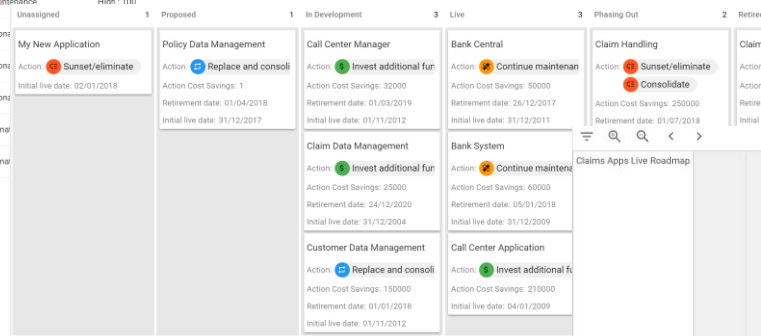 ntenance
High : 100
Unassigned 1
My New Application
Action: Sunset/eliminate
Initial live date: 02/01/2018
Proposed 1
Policy Data Management
Action: Replace and consoli
Action Cost Savings: 1
Retirement date: 01/04/2018
Initial live date: 31/12/2017
In Development 3
Call Center Manager
Action: $ Invest additional fun
Action Cost Savings: 32000
Retirement date: 01/03/2019
Initial live date: 01/11/2012
Claim Data Management
Action: $ Invest additional fur
Action Cost Savings: 25000
Retirement date: 24/12/2020
Initial live date: 31/12/2004
Customer Data Management
Action: Replace and consoli
Action Cost Savings: 150000
Retirement date: 01/01/2018
Initial live date: 01/11/2012
Live 3
Bank Central
Action: Continue maintenan
Action Cost Savings: 50000
Retirement date: 26/12/2017
Initial live date: 31/12/2011
Bank System
Action: Continue maintena
Action Cost Savings: 60000
Retirement date: 05/01/2018
Initial live date: 31/12/2009
Call Center Application
Action: $ Invest additional fu
Action Cost Savings: 210000
Initial live date: 04/01/2009
Phasing Out 2
Claim Handling
Action: Sunset/eliminate
Consolidate
Action Cost Savings: 250000
Retirement date: 01/07/2018
Retire
Claim
Action
Action
Retire
Initial
Claims Apps Live Roadmap